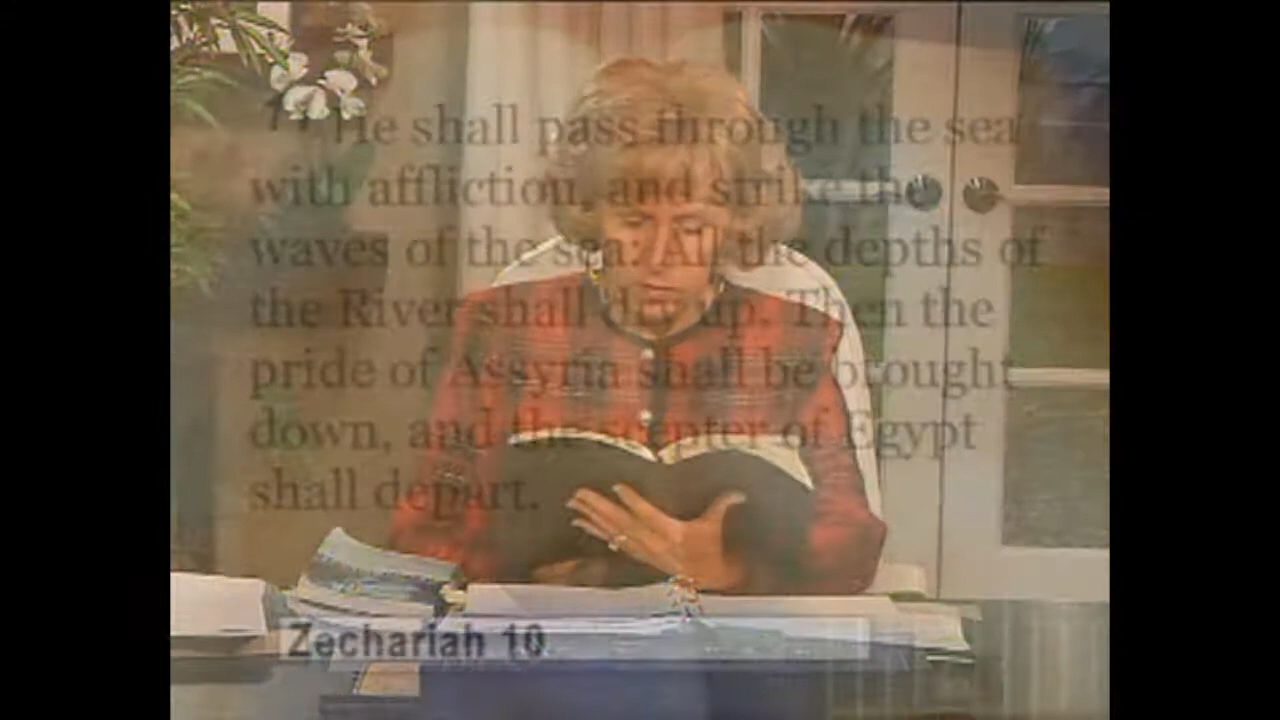 11 He shall pass through the sea
with affliction, and strike the
waves of the sea: All the depths of
the River shall dry up. Then the
pride of Assyria shall be brought
down, and the scepter of Egypt
shall depart.
Zechariah 10